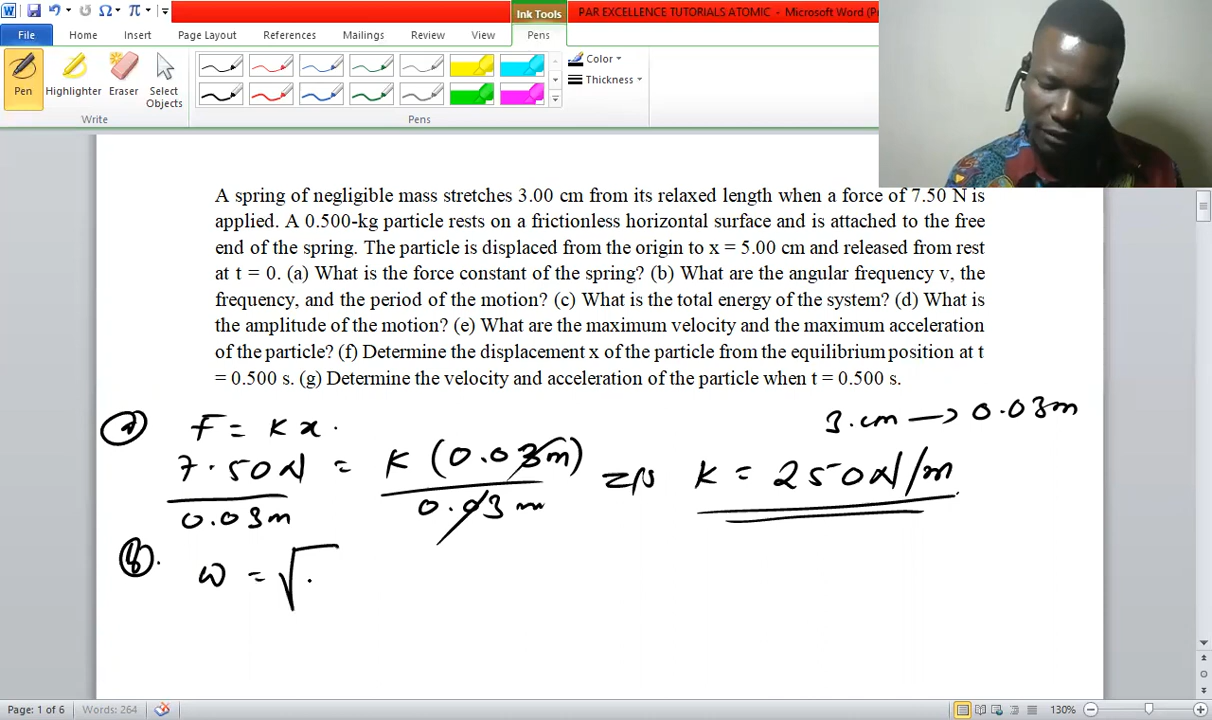 Ink Tools
PAR EXCELLENCE TUTORIALS ATOMIC - Microsoft Word (P
File Home Insert Page Layout References Mailings Review View Pens
Pen Highlighter Eraser Select Objects
Color
Thickness
Write Pens
A spring of negligible mass stretches 3.00 cm from its relaxed length when a force of 7.50 N is
applied. A 0.500-kg particle rests on a frictionless horizontal surface and is attached to the free
end of the spring. The particle is displaced from the origin to x = 5.00 cm and released from rest
at t = 0. (a) What is the force constant of the spring? (b) What are the angular frequency v, the
frequency, and the period of the motion? (c) What is the total energy of the system? (d) What is
the amplitude of the motion? (e) What are the maximum velocity and the maximum acceleration
of the particle? (f) Determine the displacement x of the particle from the equilibrium position at t
= 0.500 s. (g) Determine the velocity and acceleration of the particle when t = 0.500 s.
3.cm → 0.03m
a F = K x.
7.50N = K (0.03m) ⇒ K = 250N/m
0.03m 0.03m
b. ω = √
Page: 1 of 6 Words: 264 130%